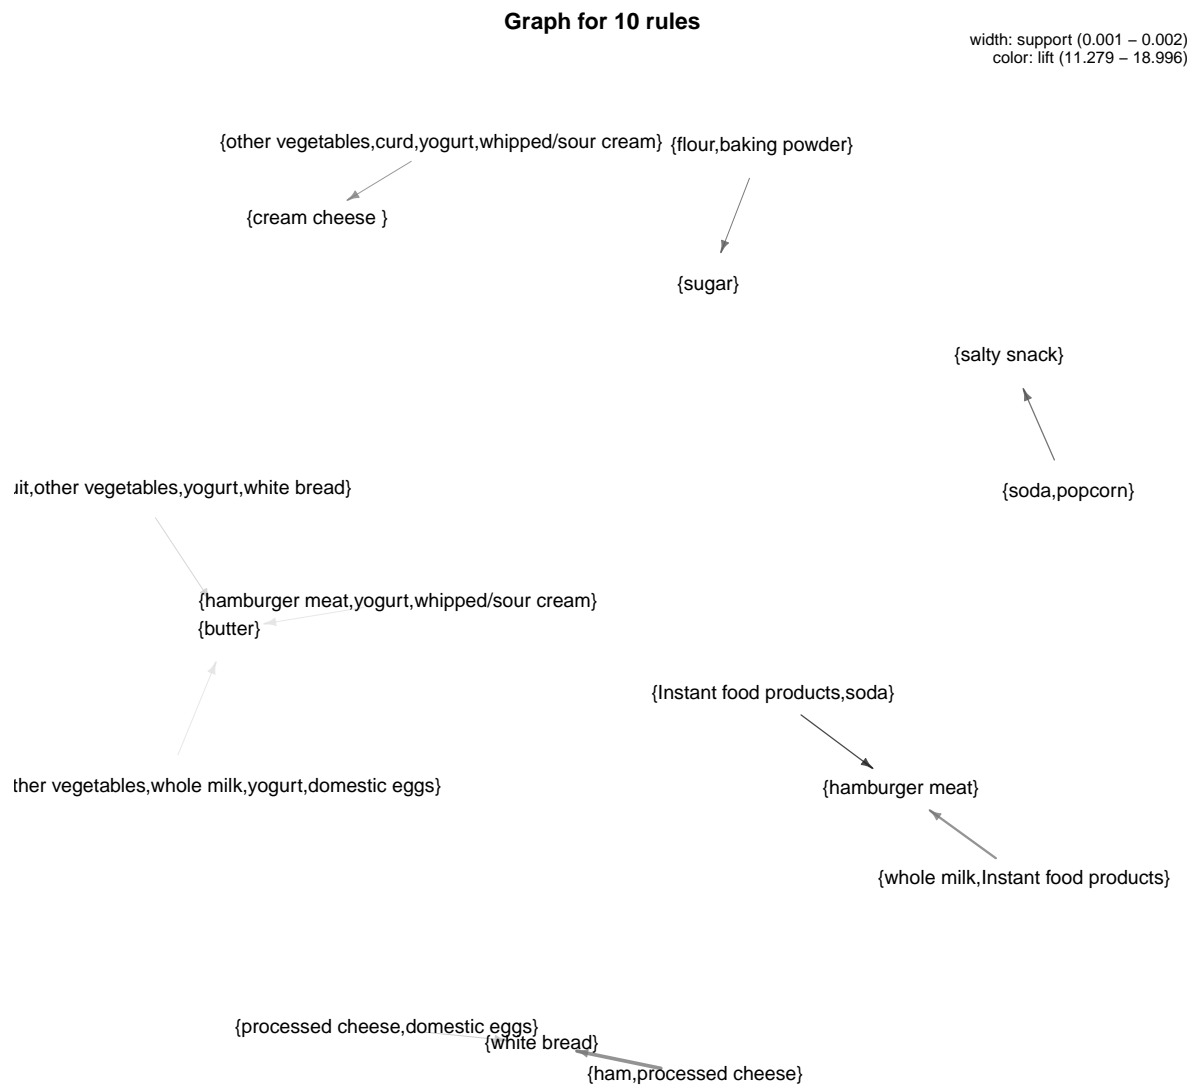 Graph for 10 rules
width: support (0.001 – 0.002)
color: lift (11.279 – 18.996)
{other vegetables,curd,yogurt,whipped/sour cream}
{flour,baking powder}
{cream cheese }
{sugar}
{salty snack}
,other vegetables,yogurt,white bread}
{soda,popcorn}
{hamburger meat,yogurt,whipped/sour cream}
{butter}
{Instant food products,soda}
vegetables,whole milk,yogurt,domestic eggs}
{hamburger meat}
{whole milk,Instant food products}
{processed cheese,domestic eggs}
{white bread}
{ham,processed cheese}